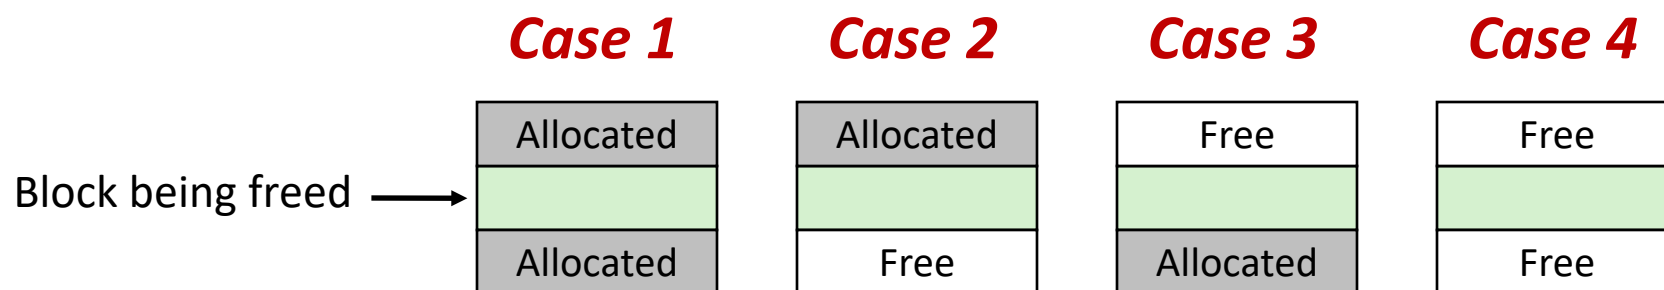 Case 1 Case 2 Case 3 Case 4
Allocated Allocated Free Free
Block being freed
Allocated Free Allocated Free